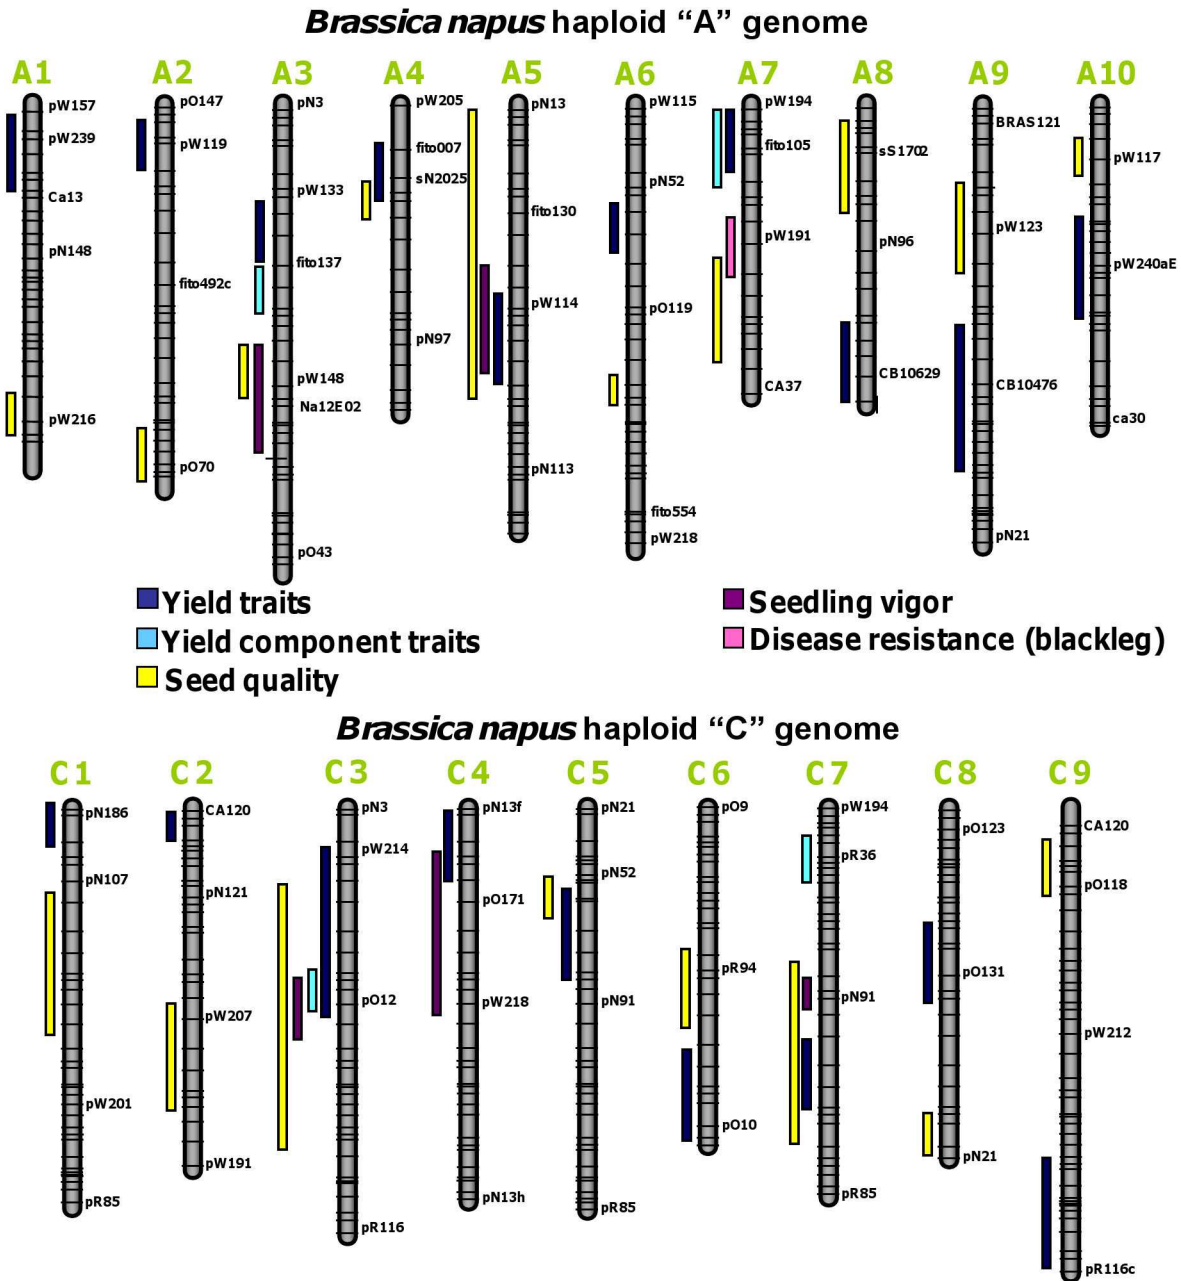 Brassica napus haploid “A” genome
A1 A2 A3 A4 A5 A6 A7 A8 A9 A10
pW157
pW239
Ca13
pN148
pW216
pO147
pW119
fito492c
pO70
pN3
pW133
fito137
pW148
Na12E02
pO43
pW205
fito007
sN2025
pN97
pN13
fito130
pW114
pN113
pW115
pN52
pO119
fito554
pW218
pW194
fito105
pW191
CA37
sS1702
pN96
CB10629
BRAS121
pW123
CB10476
pN21
pW117
pW240aE
ca30
Yield traits
Yield component traits
Seed quality
Seedling vigor
Disease resistance (blackleg)
Brassica napus haploid “C” genome
C1 C2 C3 C4 C5 C6 C7 C8 C9
pN186
pN107
pW201
pR85
CA120
pN121
pW207
pW191
pN3
pW214
pO12
pR116
pN13f
pO171
pW218
pN13h
pN21
pN52
pN91
pR85
pO9
pR94
pO10
pW194
pR36
pN91
pR85
pO123
pO131
pN21
CA120
pO118
pW212
pR116c